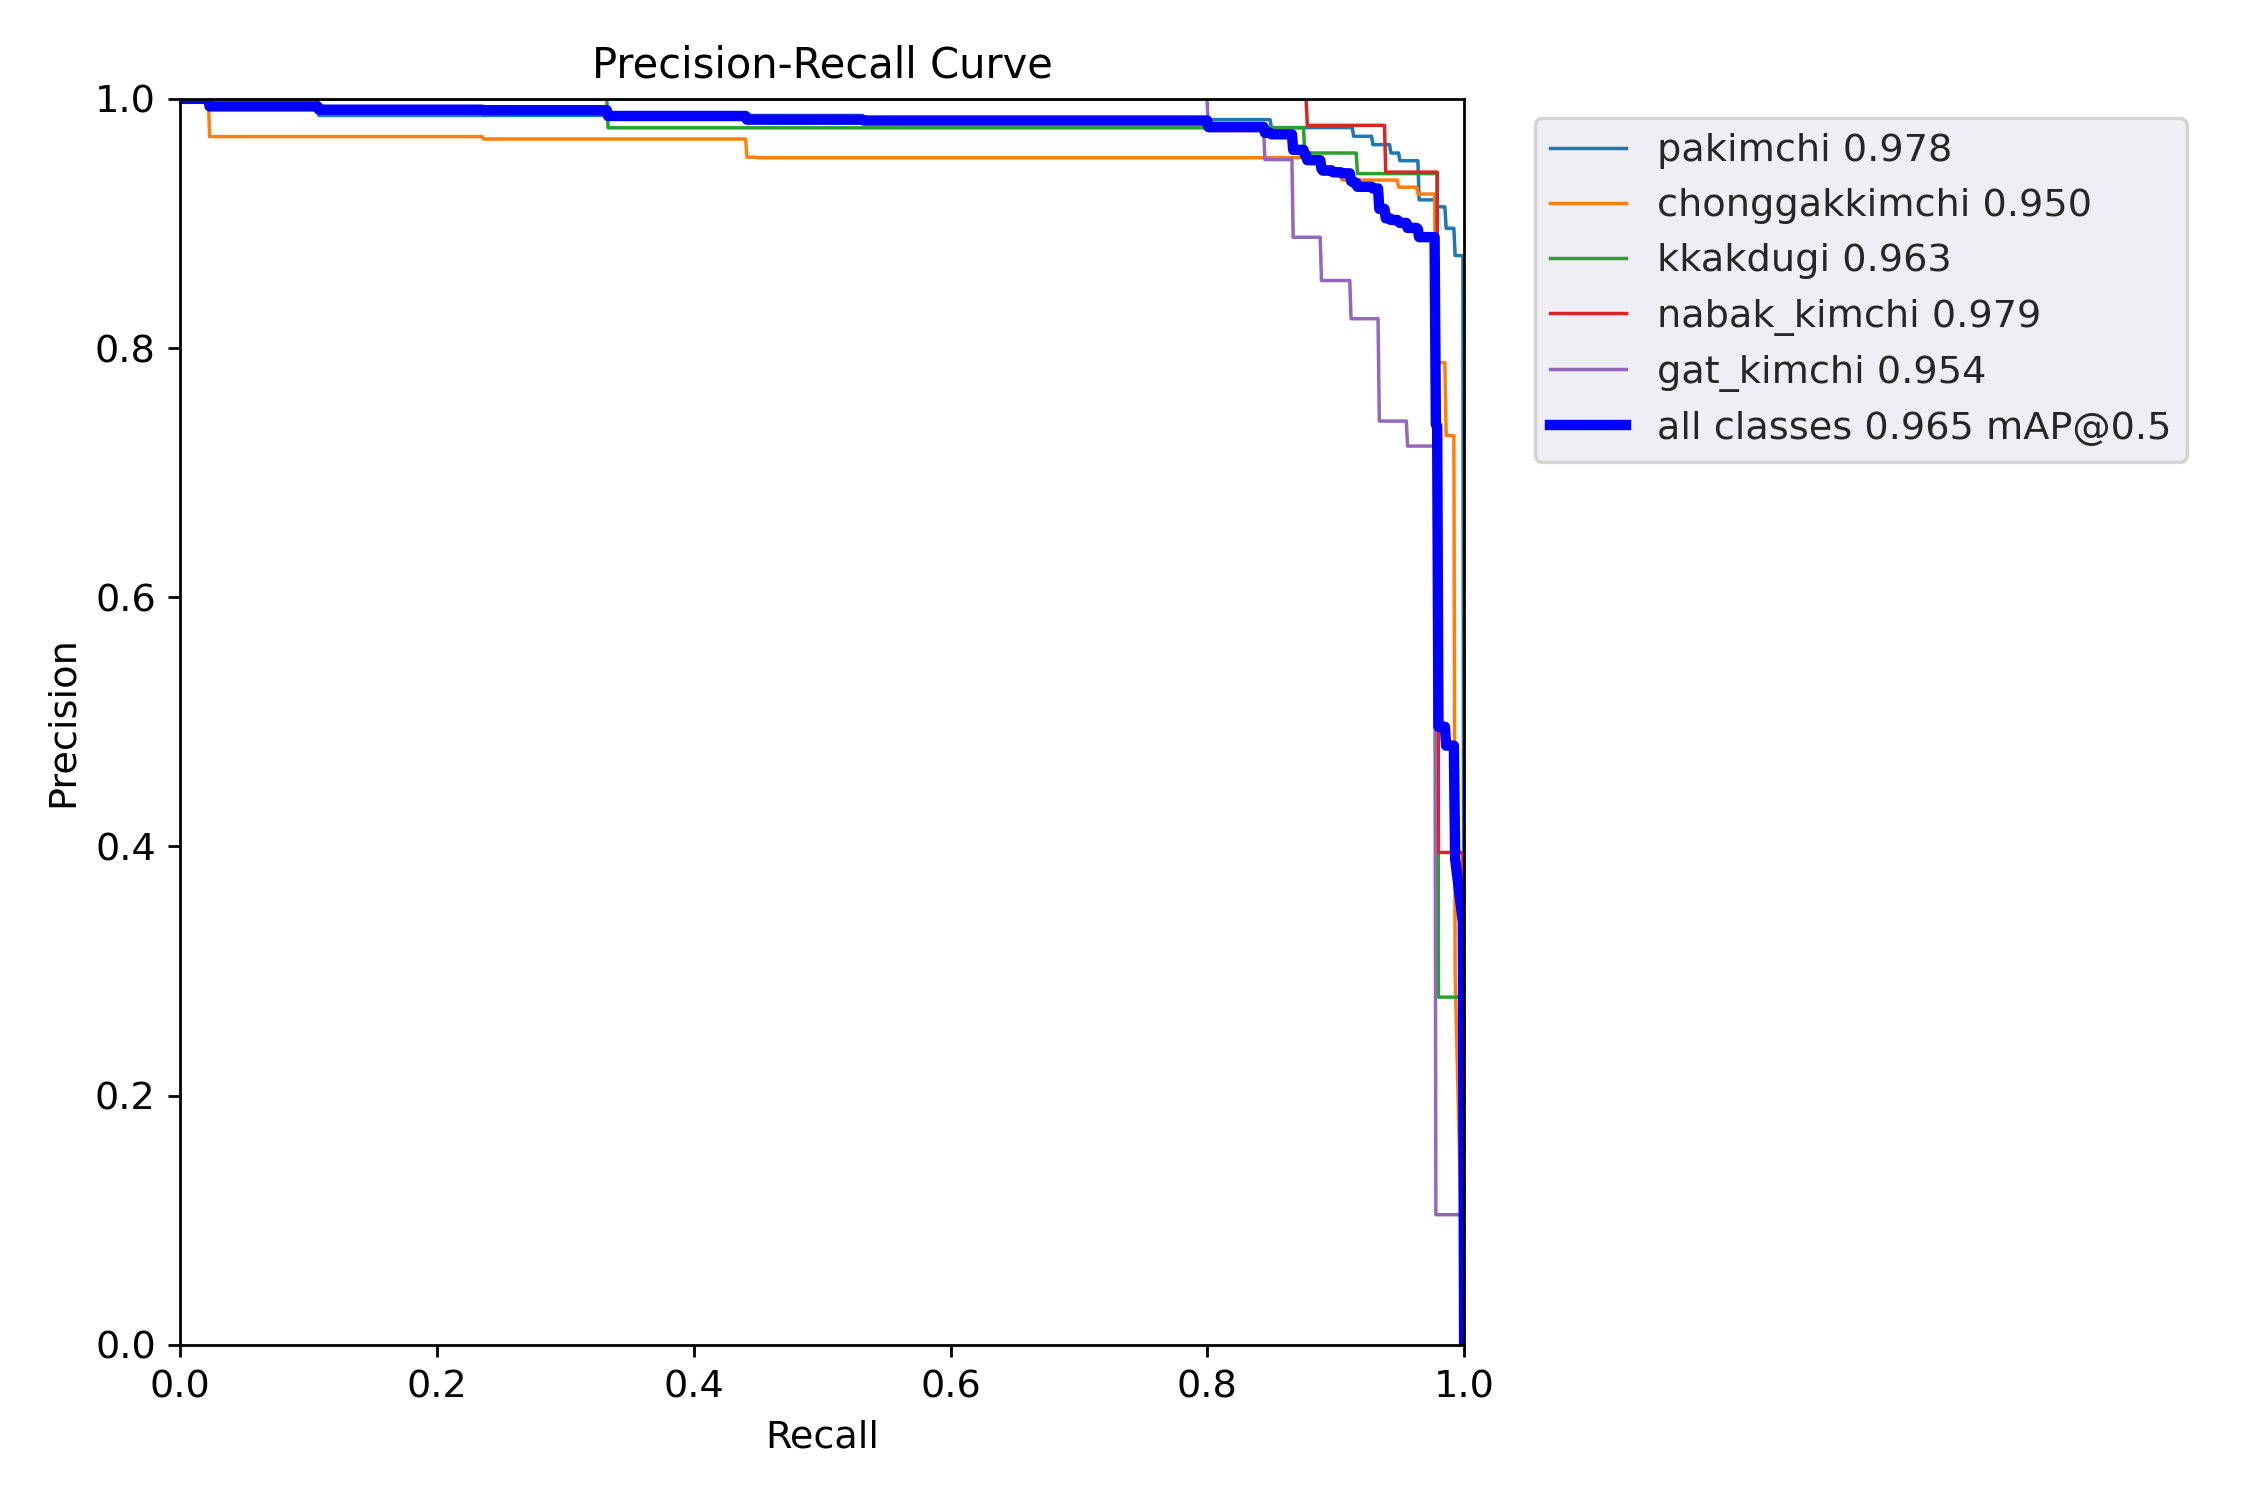 Precision-Recall Curve
1.0
0.8
0.6
0.4
0.2
0.0
Precision
0.0 0.2 0.4 0.6 0.8 1.0
Recall
pakimchi 0.978
chonggakkimchi 0.950
kkakdugi 0.963
nabak_kimchi 0.979
gat_kimchi 0.954
all classes 0.965 mAP@0.5